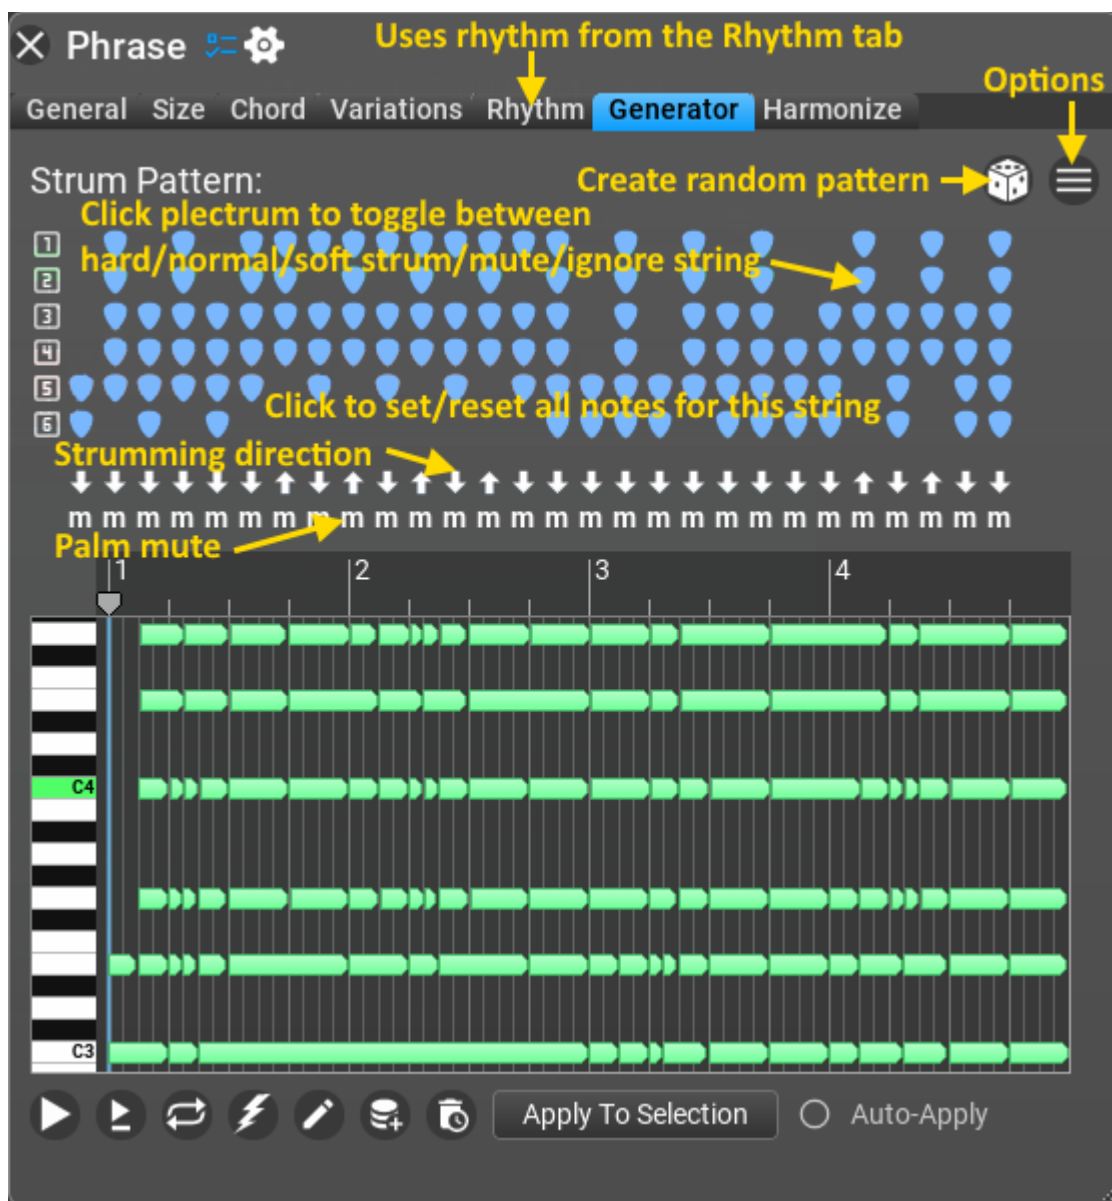 Phrase
Uses rhythm from the Rhythm tab
Options
General Size Chord Variations Rhythm Generator Harmonize
Strum Pattern:
Create random pattern
Click plectrum to toggle between
1
hard/normal/soft strum/mute/ignore string
2
3
4
5
Click to set/reset all notes for this string
6
Strumming direction
m m m m m m m m m m m m m m m m m m m m m m m m m m m m
Palm mute
1 2 3 4
C4
C3
Apply To Selection
Auto-Apply